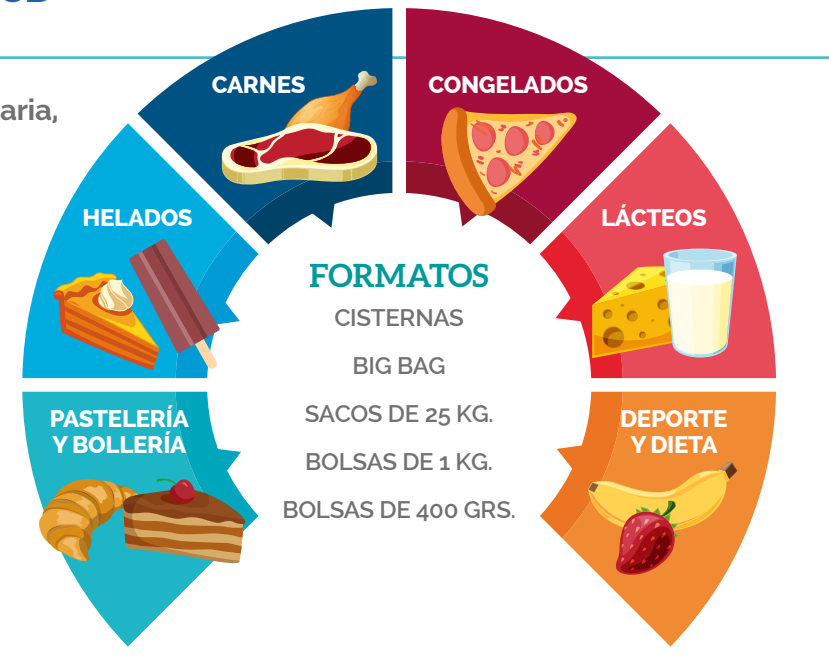 aria,
CARNES
CONGELADOS
HELADOS
LÁCTEOS
FORMATOS
CISTERNAS
BIG BAG
SACOS DE 25 KG.
BOLSAS DE 1 KG.
BOLSAS DE 400 GRS.
PASTELERÍA
Y BOLLERÍA
DEPORTE
Y DIETA